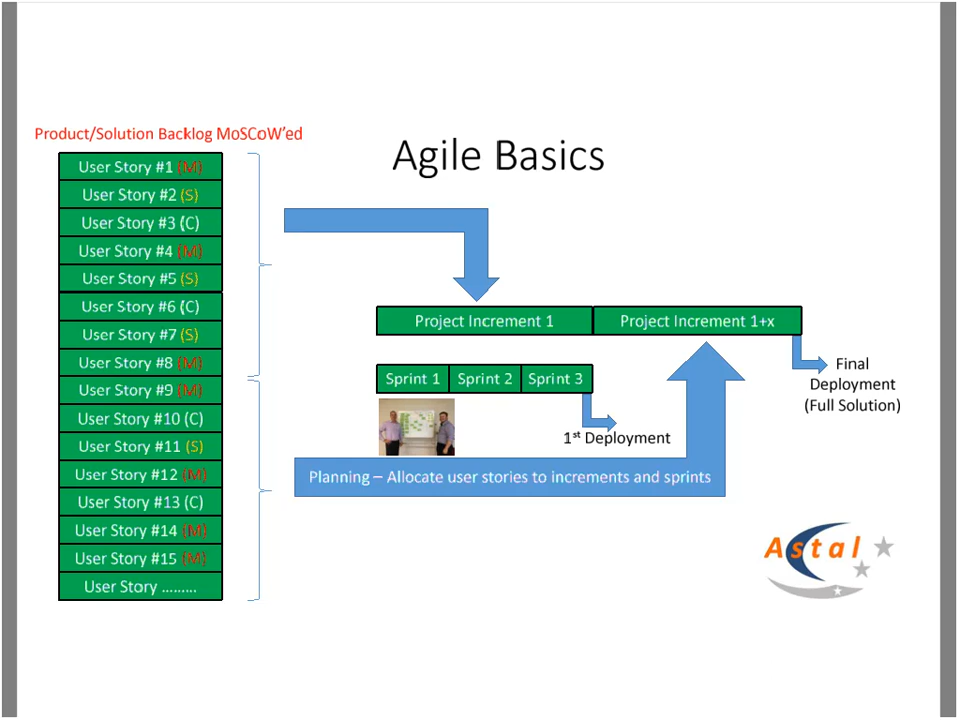 Product/Solution Backlog MoSCoW'ed
Agile Basics
User Story #1 (M)
User Story #2 (S)
User Story #3 (C)
User Story #4 (M)
User Story #5 (S)
User Story #6 (C)
User Story #7 (S)
User Story #8 (M)
User Story #9 (M)
User Story #10 (C)
User Story #11 (S)
User Story #12 (M)
User Story #13 (C)
User Story #14 (M)
User Story #15 (M)
User Story .........
Project Increment 1
Project Increment 1+x
Sprint 1
Sprint 2
Sprint 3
Final
Deployment
(Full Solution)
1st Deployment
Planning – Allocate user stories to increments and sprints
Astal